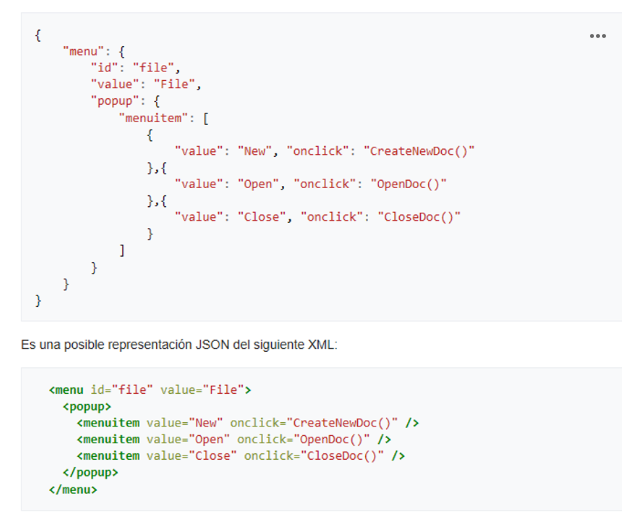 {
    "menu": {
        "id": "file",
        "value": "File",
        "popup": {
            "menuitem": [
                {
                    "value": "New", "onclick": "CreateNewDoc()"
                },{
                    "value": "Open", "onclick": "OpenDoc()"
                },{
                    "value": "Close", "onclick": "CloseDoc()"
                }
            ]
        }
    }
}
Es una posible representación JSON del siguiente XML:
<menu id="file" value="File">
  <popup>
    <menuitem value="New" onclick="CreateNewDoc()" />
    <menuitem value="Open" onclick="OpenDoc()" />
    <menuitem value="Close" onclick="CloseDoc()" />
  </popup>
</menu>